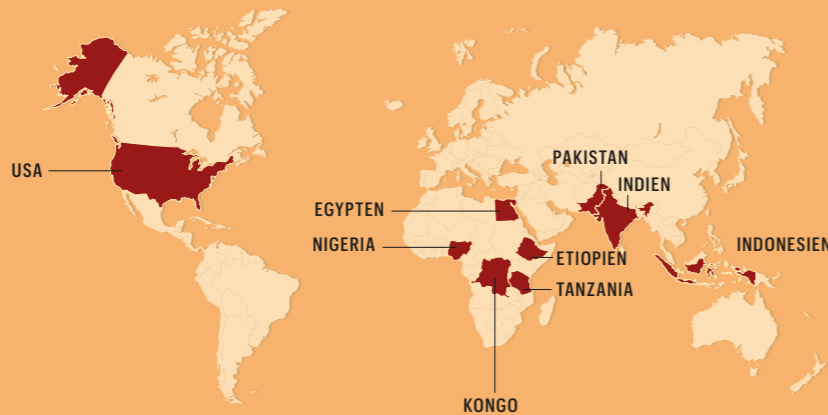 PAKISTAN
USA
INDIEN
EGYPTEN
NIGERIA
INDONESIEN
ETIOPIEN
TANZANIA
KONGO